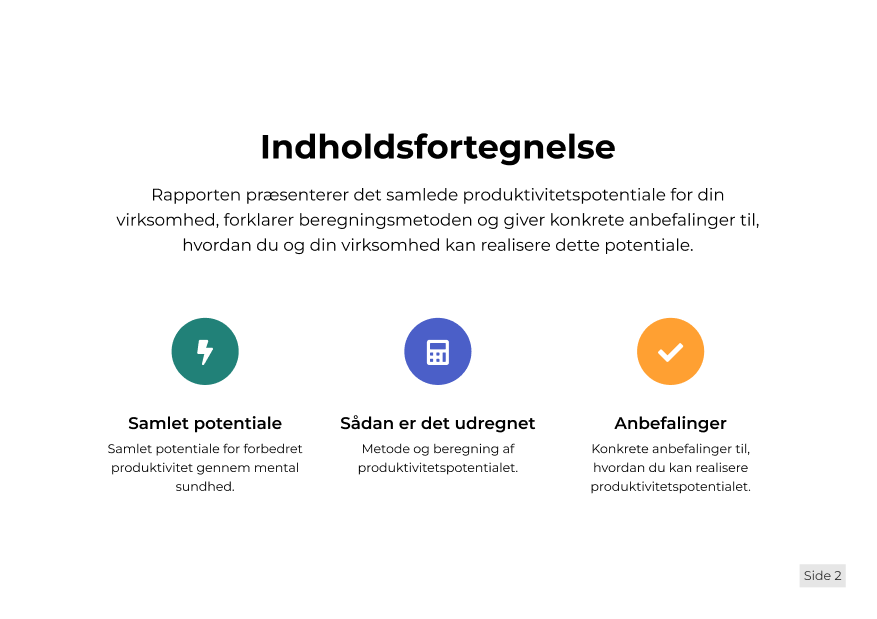 Indholdsfortegnelse
Rapporten præsenterer det samlede produktivitetspotentiale for din
virksomhed, forklarer beregningsmetoden og giver konkrete anbefalinger til,
hvordan du og din virksomhed kan realisere dette potentiale.
Samlet potentiale
Samlet potentiale for forbedret
produktivitet gennem mental
sundhed.
Sådan er det udregnet
Metode og beregning af
produktivitetspotentialet.
Anbefalinger
Konkrete anbefalinger til,
hvordan du kan realisere
produktivitetspotentialet.
Side 2